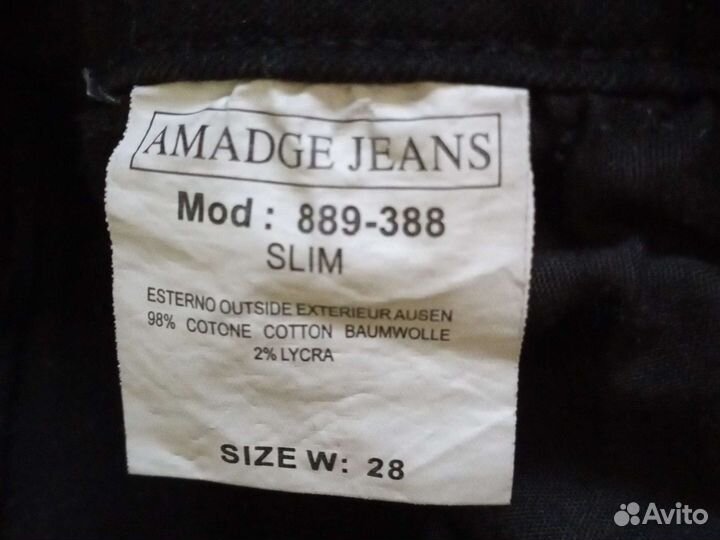 AMADGE JEANS
Mod : 889-388
SLIM
ESTERNO OUTSIDE EXTERIEUR AUSEN
98% COTONE COTTON BAUMWOLLE
2% LYCRA
SIZE W: 28
Avito